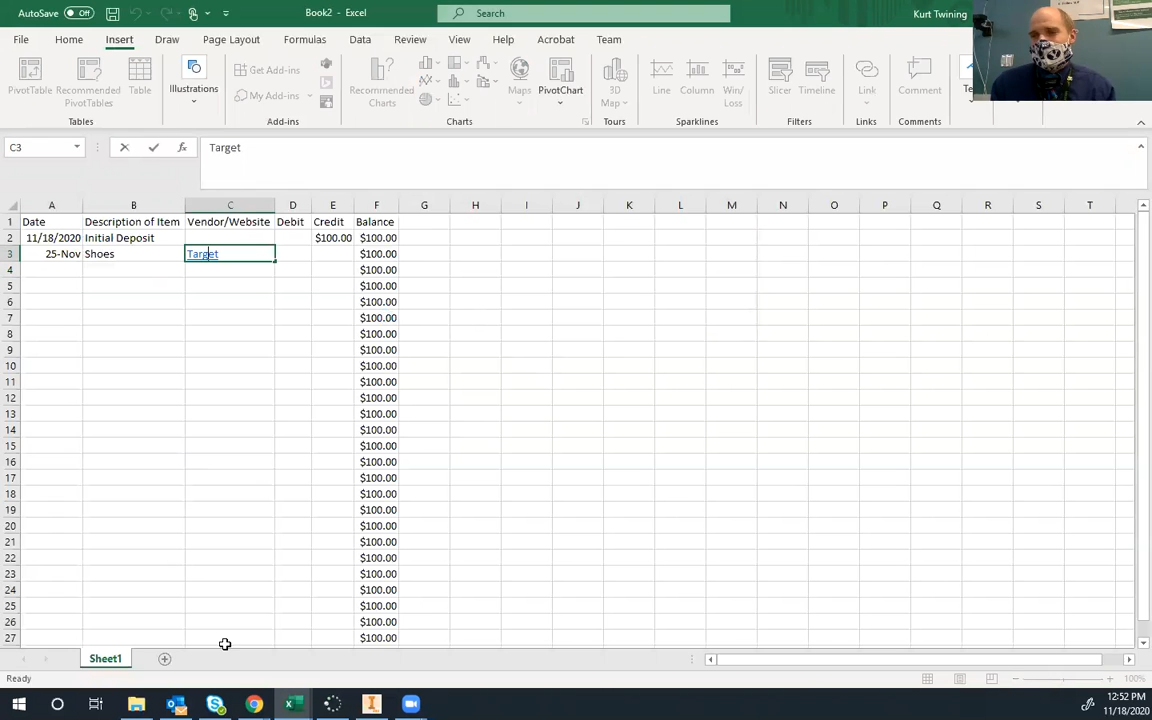 AutoSave Off Book2 - Excel Search Kurt Twining
File Home Insert Draw Page Layout Formulas Data Review View Help Acrobat Team
PivotTable Recommended PivotTables Table Illustrations Get Add-ins My Add-ins Recommended Charts Maps PivotChart 3D Map Line Column Win/Loss Slicer Timeline Link Comment
Tables Add-ins Charts Tours Sparklines Filters Links Comments
C3 fx Target
A B C D E F G H I J K L M N O P Q R S T
1 Date Description of Item Vendor/Website Debit Credit Balance
2 11/18/2020 Initial Deposit $100.00 $100.00
3 25-Nov Shoes Target $100.00
4 $100.00
5 $100.00
6 $100.00
7 $100.00
8 $100.00
9 $100.00
10 $100.00
11 $100.00
12 $100.00
13 $100.00
14 $100.00
15 $100.00
16 $100.00
17 $100.00
18 $100.00
19 $100.00
20 $100.00
21 $100.00
22 $100.00
23 $100.00
24 $100.00
25 $100.00
26 $100.00
27 $100.00
Sheet1
Ready 100%
12:52 PM
11/18/2020